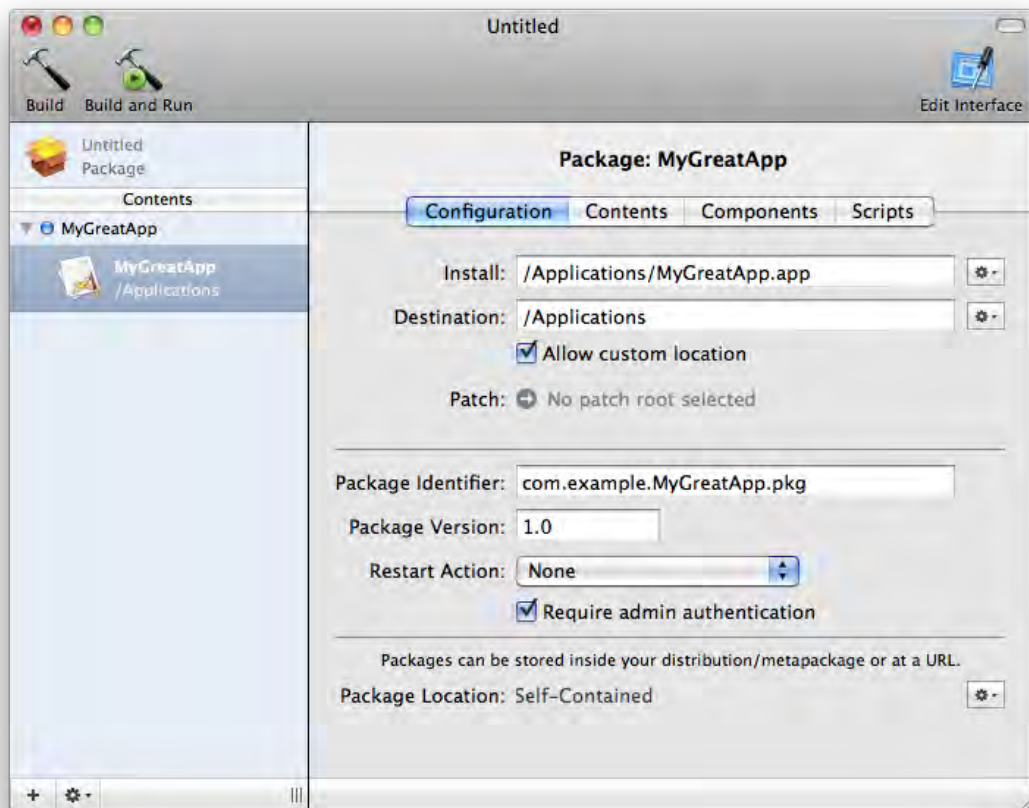 Untitled
Build Build and Run Edit Interface
Untitled
Package
Contents
MyGreatApp
MyGreatApp
/Applications
Package: MyGreatApp
Configuration Contents Components Scripts
Install: /Applications/MyGreatApp.app
Destination: /Applications
Allow custom location
Patch: No patch root selected
Package Identifier: com.example.MyGreatApp.pkg
Package Version: 1.0
Restart Action: None
Require admin authentication
Packages can be stored inside your distribution/metapackage or at a URL.
Package Location: Self-Contained